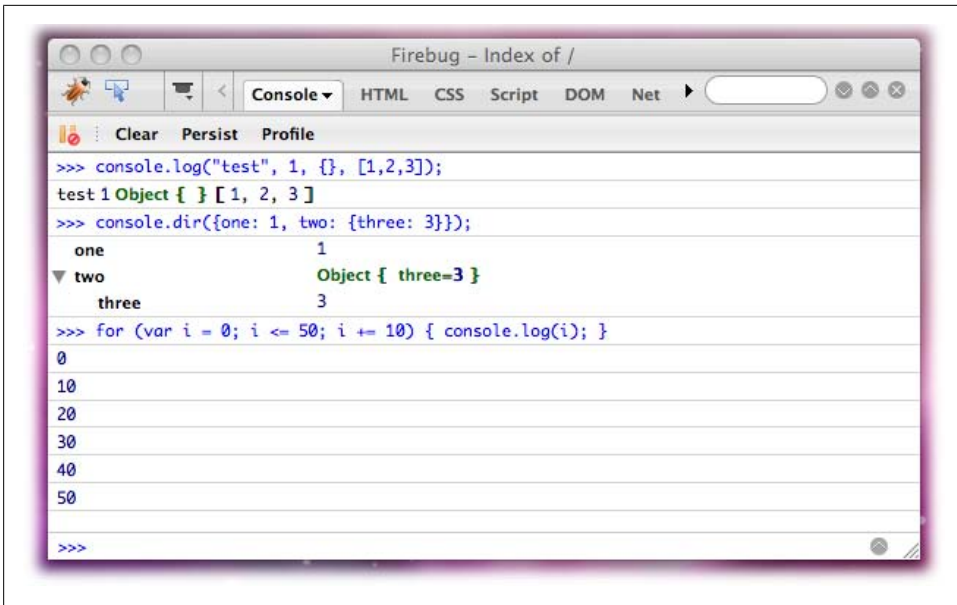 Firebug – Index of /
Console HTML CSS Script DOM Net
Clear Persist Profile
>>> console.log("test", 1, {}, [1,2,3]);
test 1 Object { } [ 1, 2, 3 ]
>>> console.dir({one: 1, two: {three: 3}});
one 1
two Object { three=3 }
three 3
>>> for (var i = 0; i <= 50; i += 10) { console.log(i); }
0
10
20
30
40
50
>>>